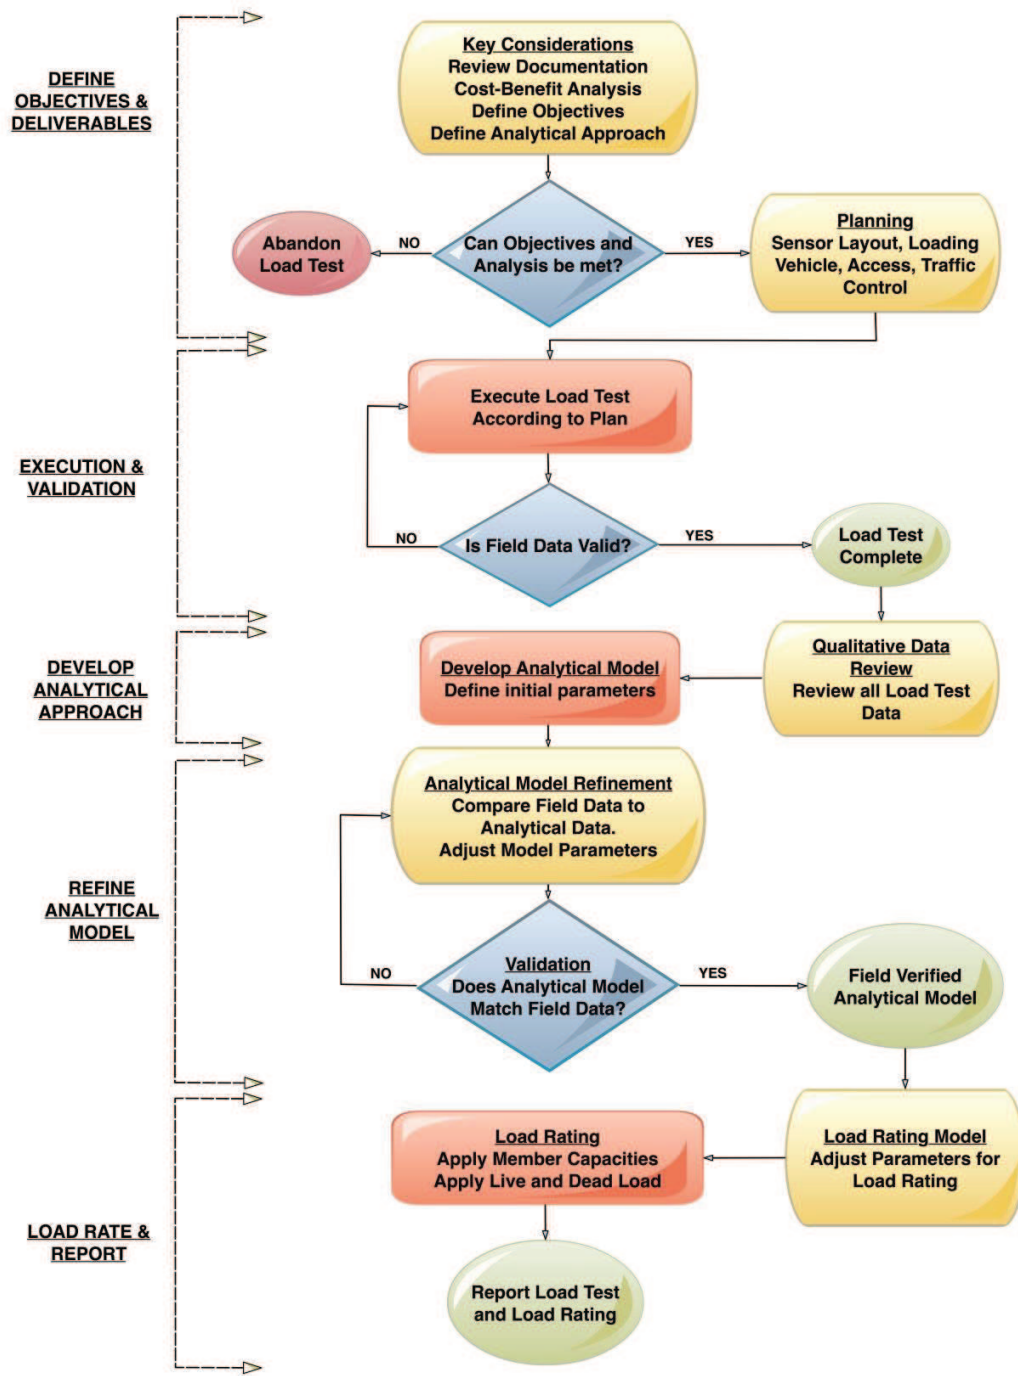 DEFINE
OBJECTIVES &
DELIVERABLES
Key Considerations
Review Documentation
Cost-Benefit Analysis
Define Objectives
Define Analytical Approach
Abandon
Load Test
NO
Can Objectives and
Analysis be met?
YES
Planning
Sensor Layout, Loading
Vehicle, Access, Traffic
Control
EXECUTION &
VALIDATION
Execute Load Test
According to Plan
NO
Is Field Data Valid?
YES
Load Test
Complete
DEVELOP
ANALYTICAL
APPROACH
Develop Analytical Model
Define initial parameters
Qualitative Data
Review
Review all Load Test
Data
REFINE
ANALYTICAL
MODEL
Analytical Model Refinement
Compare Field Data to
Analytical Data.
Adjust Model Parameters
NO
Validation
Does Analytical Model
Match Field Data?
YES
Field Verified
Analytical Model
LOAD RATE &
REPORT
Load Rating
Apply Member Capacities
Apply Live and Dead Load
Load Rating Model
Adjust Parameters for
Load Rating
Report Load Test
and Load Rating